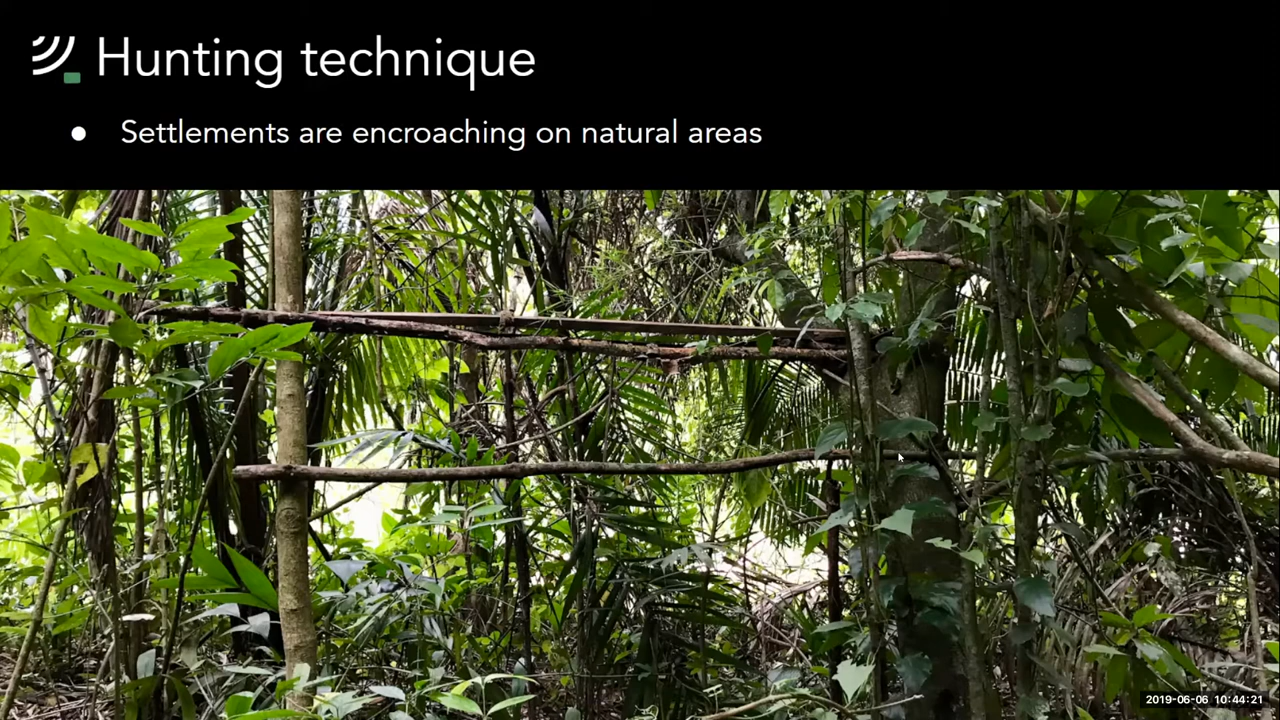 Hunting technique
● Settlements are encroaching on natural areas
2019-06-06 10:44:21